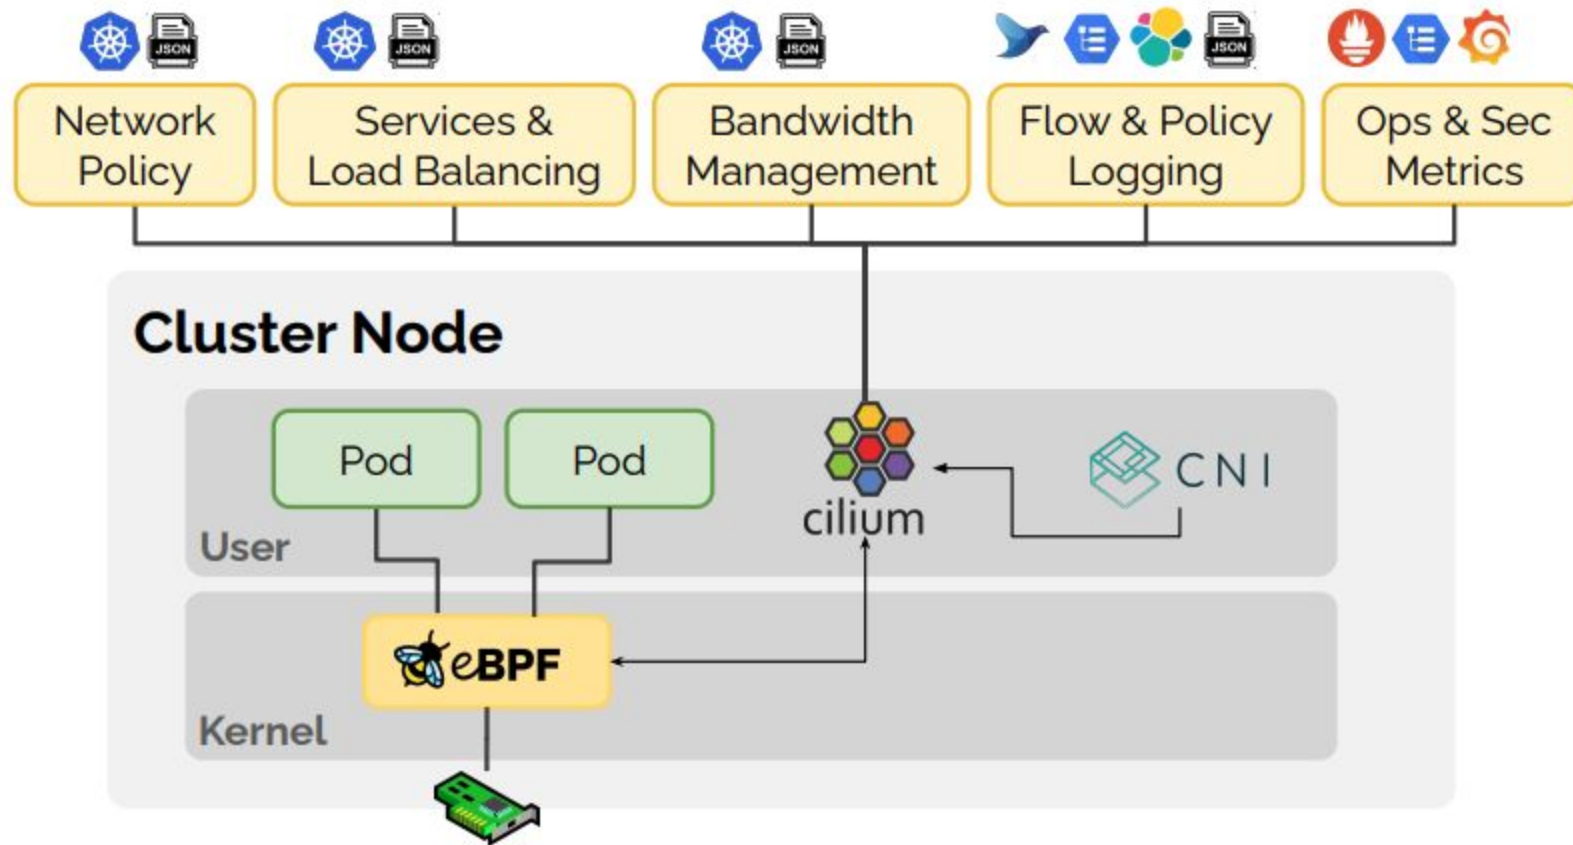 JSON
JSON
JSON
JSON
Network
Policy
Services &
Load Balancing
Bandwidth
Management
Flow & Policy
Logging
Ops & Sec
Metrics
Cluster Node
Pod
Pod
cilium
CNI
User
eBPF
Kernel